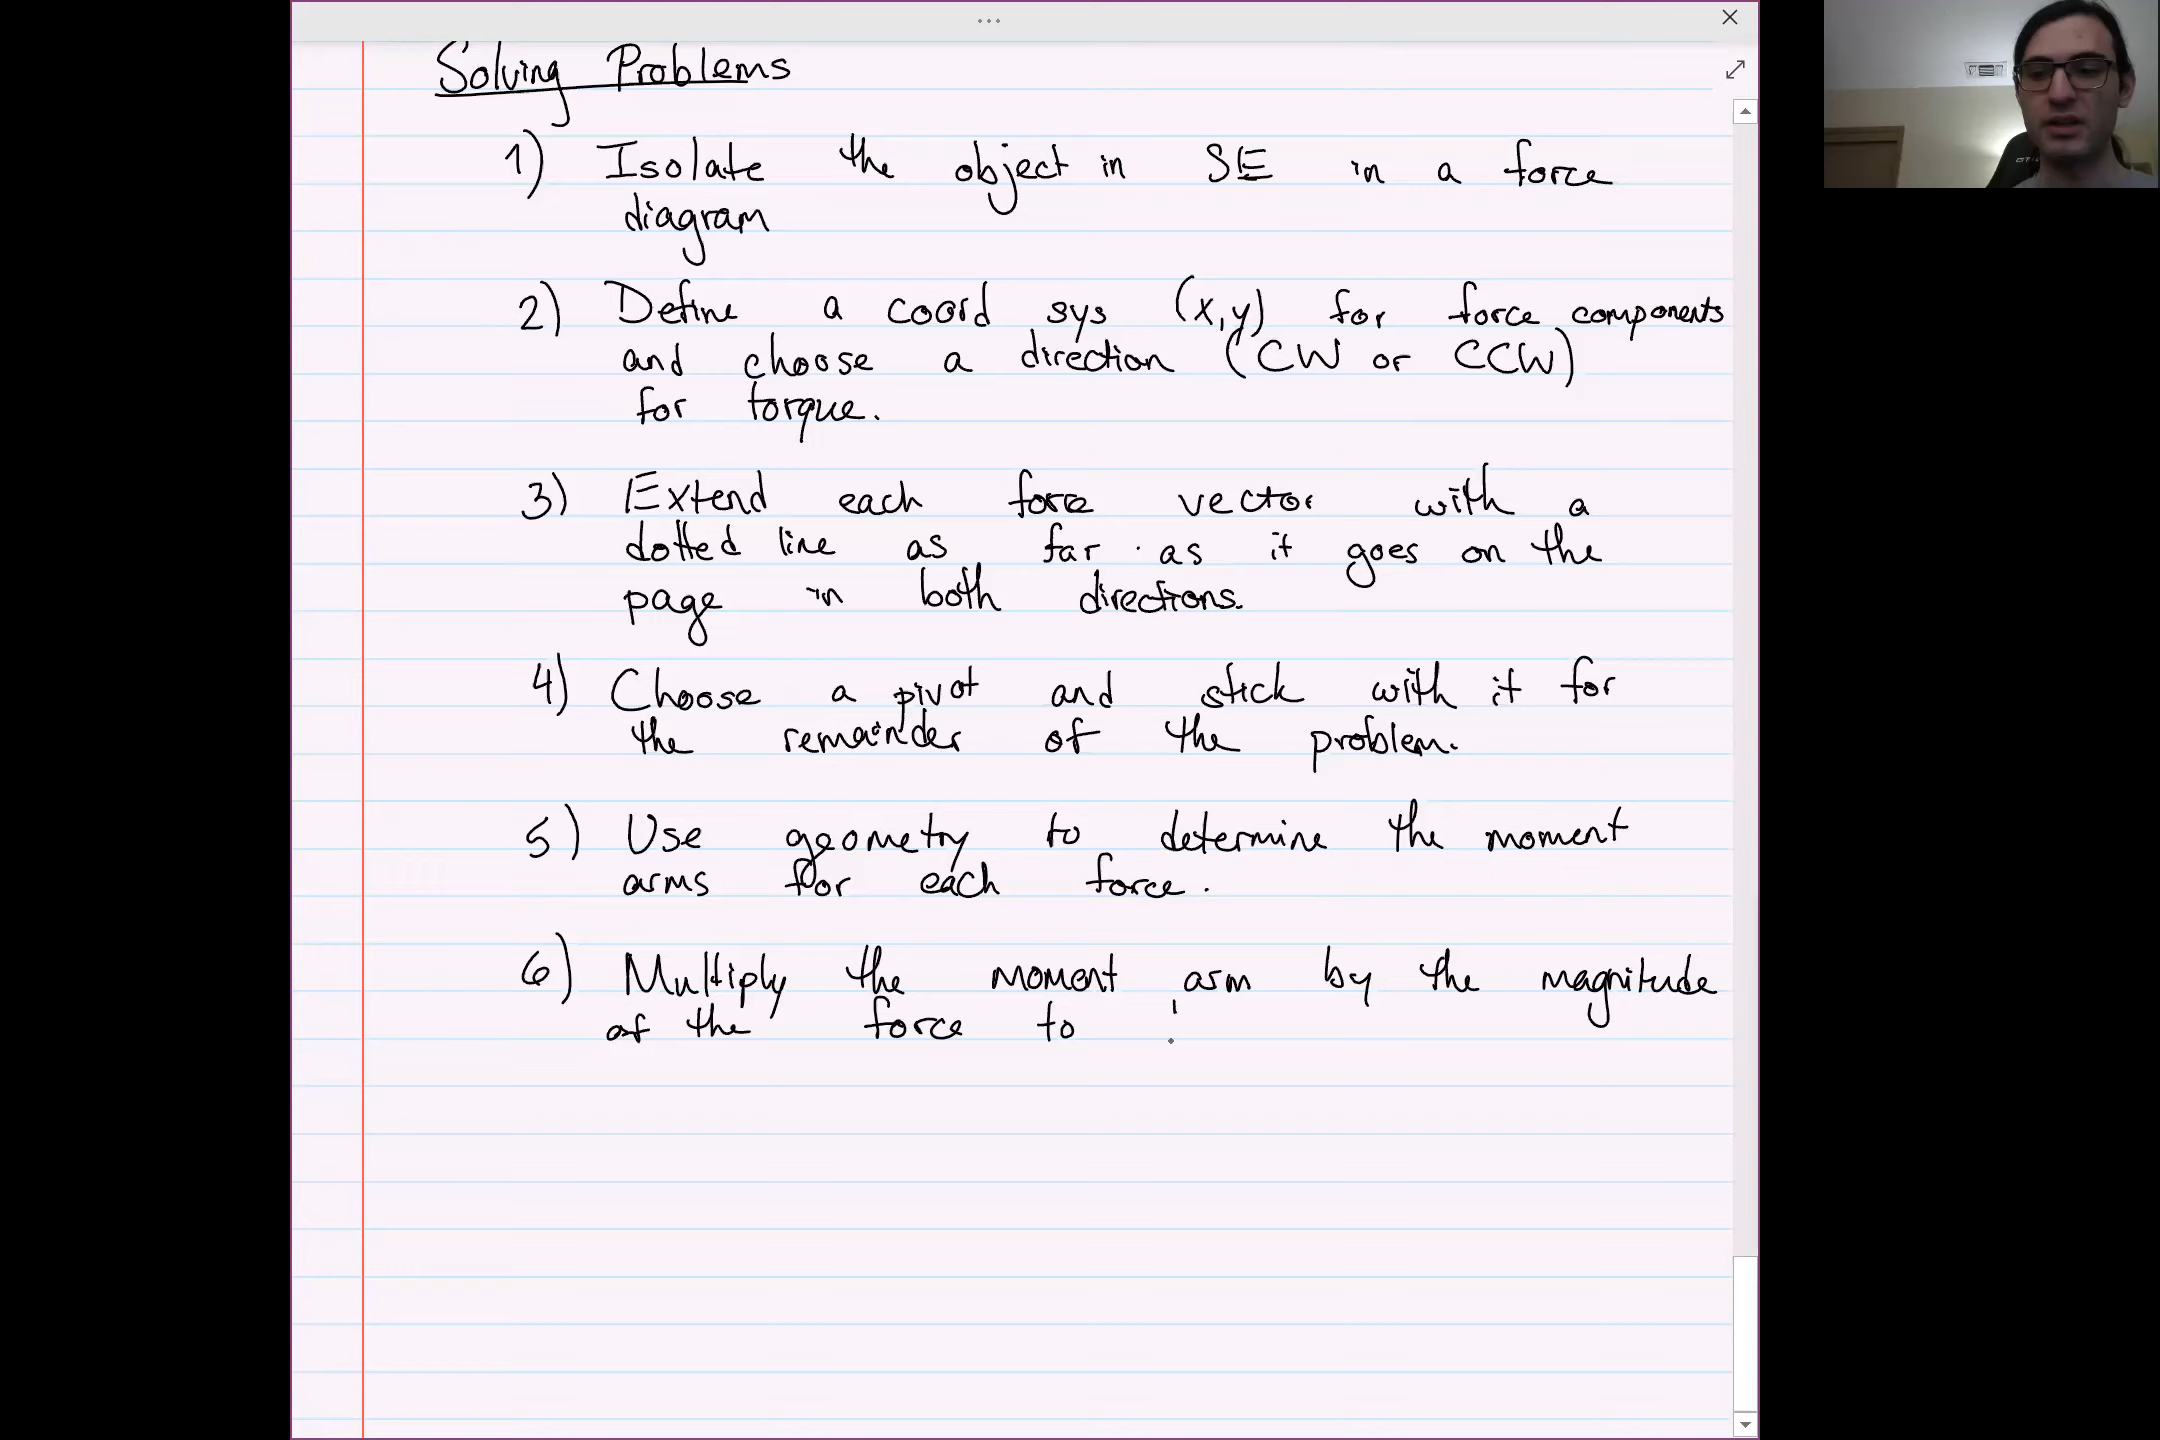 Solving Problems
1) Isolate the object in SE in a force
diagram
2) Define a coord sys (x,y) for force components
and choose a direction (CW or CCW)
for torque.
3) Extend each force vector with a
dotted line as far as it goes on the
page in both directions.
4) Choose a pivot and stick with it for
the remainder of the problem.
5) Use geometry to determine the moment
arms for each force.
6) Multiply the moment arm by the magnitude
of the force to